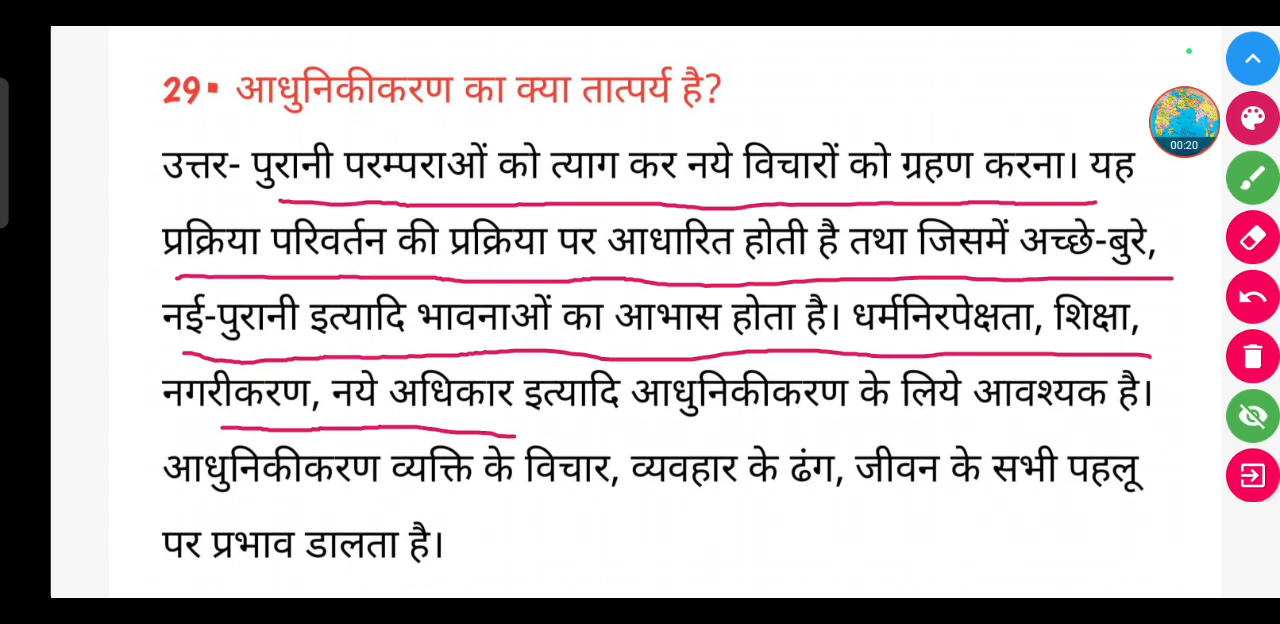 29. आधुनिकीकरण का क्या तात्पर्य है?
उत्तर- पुरानी परम्पराओं को त्याग कर नये विचारों को ग्रहण करना। यह
00:20
प्रक्रिया परिवर्तन की प्रक्रिया पर आधारित होती है तथा जिसमें अच्छे-बुरे,
नई-पुरानी इत्यादि भावनाओं का आभास होता है। धर्मनिरपेक्षता, शिक्षा,
नगरीकरण, नये अधिकार इत्यादि आधुनिकीकरण के लिये आवश्यक है।
आधुनिकीकरण व्यक्ति के विचार, व्यवहार के ढंग, जीवन के सभी पहलू
पर प्रभाव डालता है।